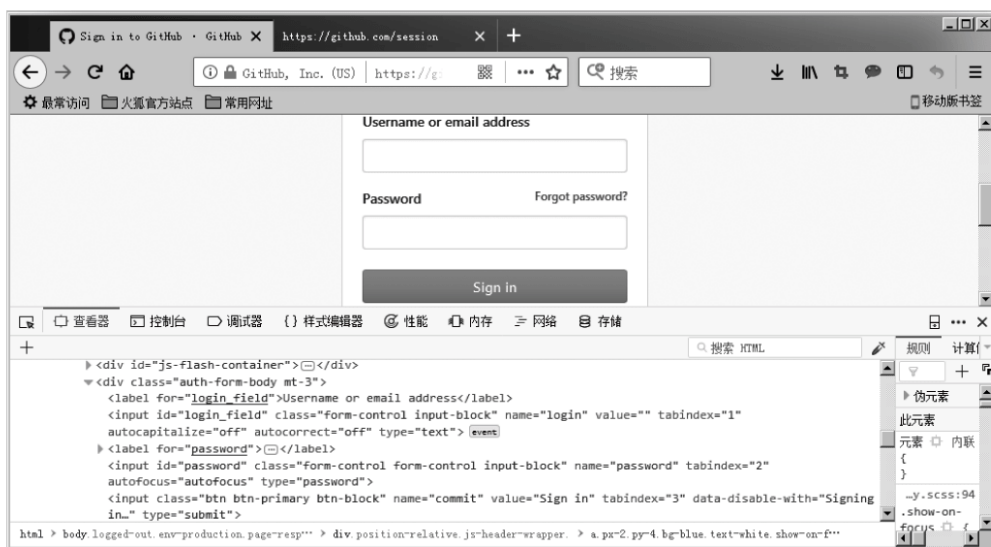 Sign in to GitHub · GitHub × https://github.com/session × +
GitHub, Inc. (US) https://g: ••• 搜索
最常访问 火狐官方站点 常用网址 移动版书签
Username or email address
Password Forgot password?
Sign in
查看器 控制台 调试器 {} 样式编辑器 性能 内存 网络 存储 ••• ×
+ 搜索 HTML 规则 计算
<div id="js-flash-container"></div>
<div class="auth-form-body mt-3">
<label for="login_field">Username or email address</label>
<input id="login_field" class="form-control input-block" name="login" value="" tabindex="1"
autocapitalize="off" autocorrect="off" type="text"> event
<label for="password"></label>
<input id="password" class="form-control form-control input-block" name="password" tabindex="2"
autofocus="autofocus" type="password">
<input class="btn btn-primary btn-block" name="commit" value="Sign in" tabindex="3" data-disable-with="Signing
in…" type="submit">
html > body.logged-out.env-production.page-resp… > div.position-relative.js-header-wrapper. > a.px-2.py-4.bg-blue.text-white.show-on-f…
+
伪元素
此元素
元素 内联
{
}
…y.scss:94
.show-on-
focus {